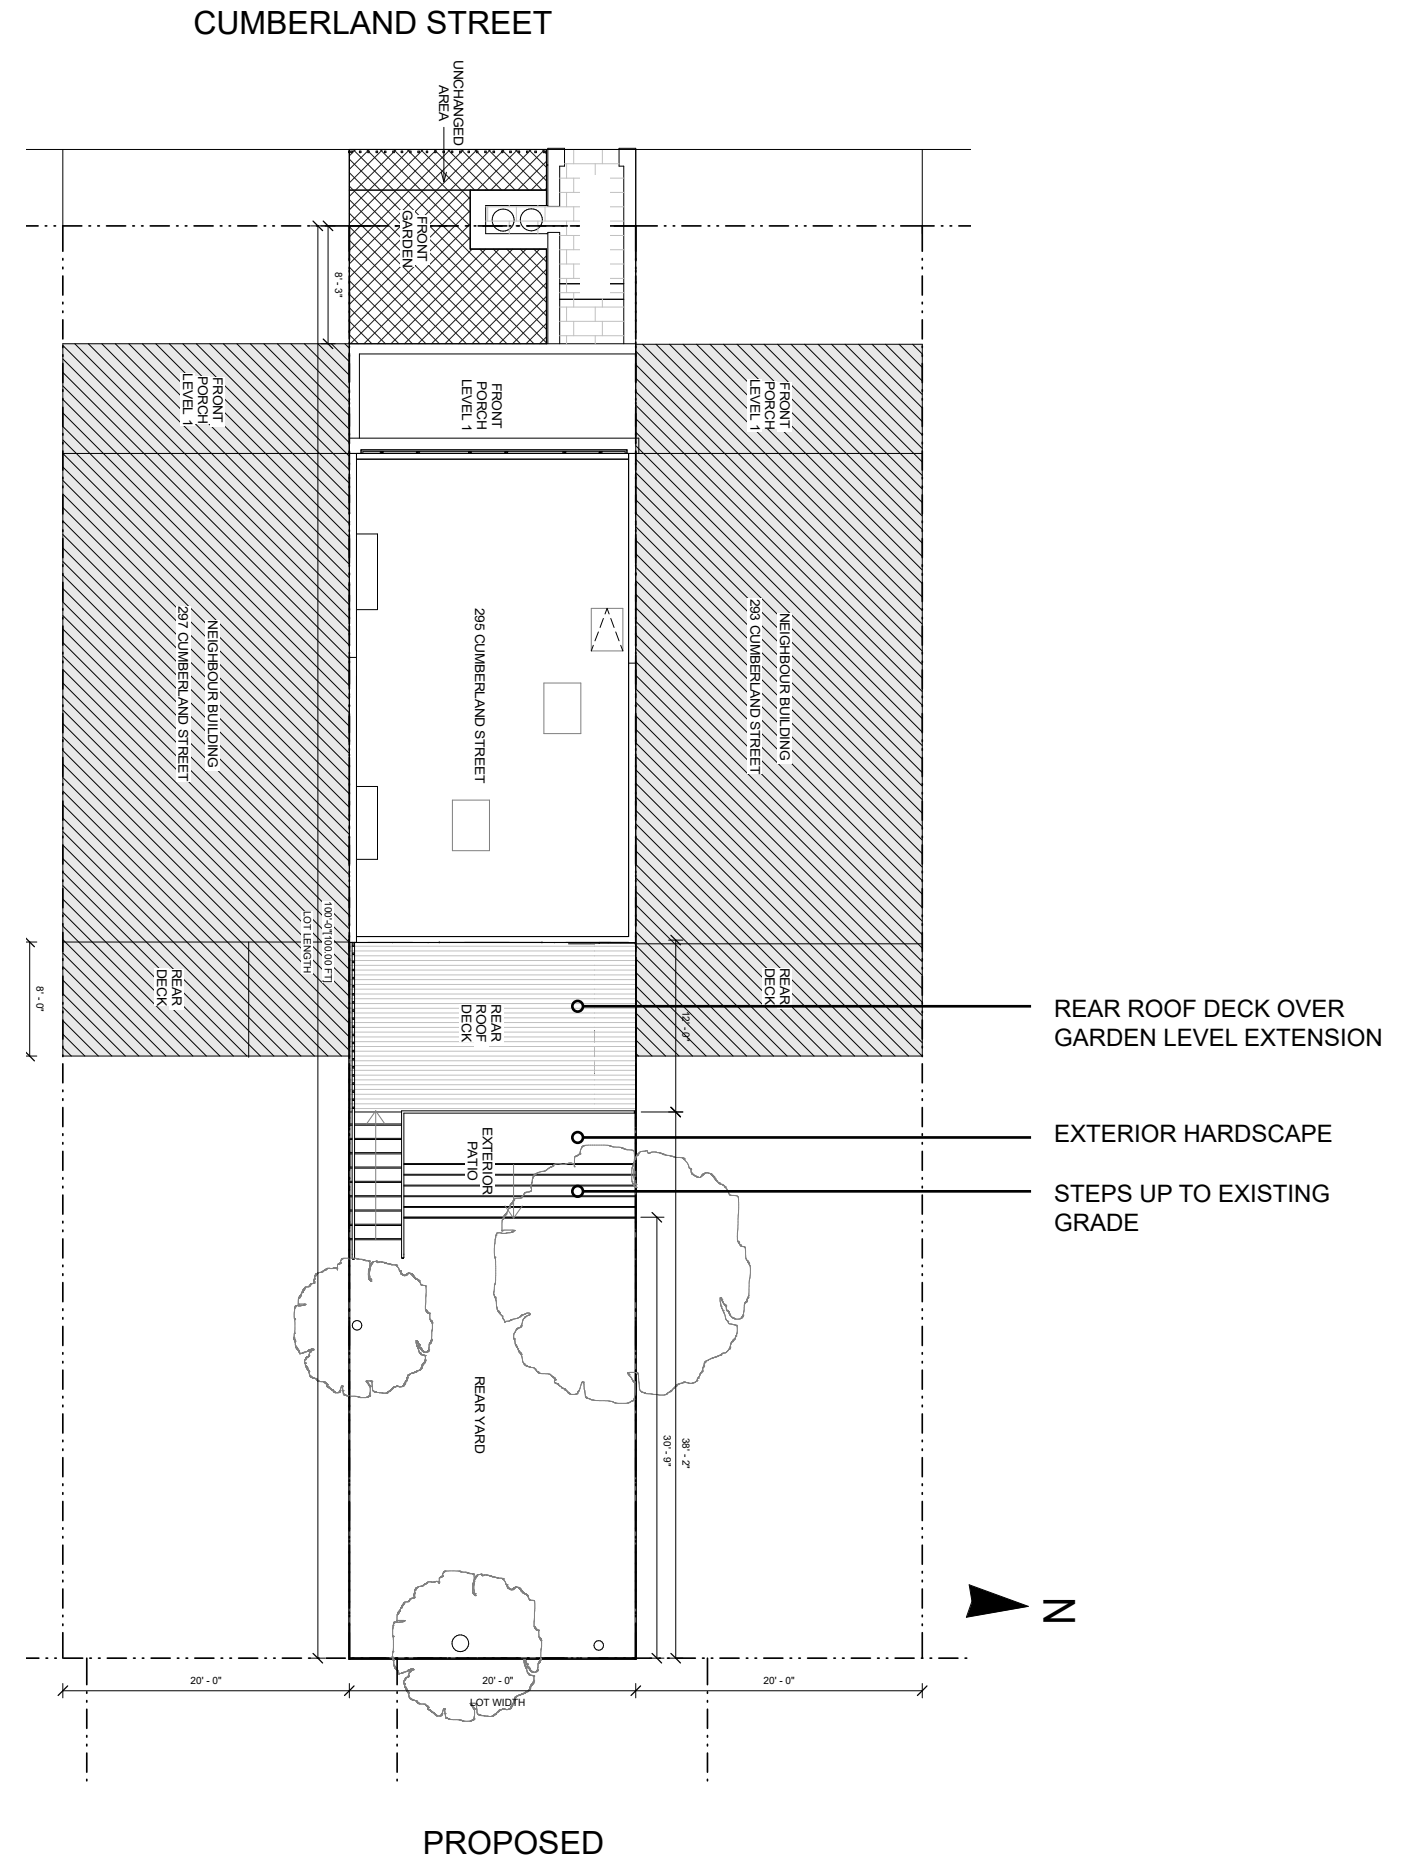 CUMBERLAND STREET
UNCHANGED
AREA
FRONT
GARDEN
8' - 3"
FRONT
PORCH
LEVEL 1
FRONT
PORCH
LEVEL 1
FRONT
PORCH
LEVEL 1
NEIGHBOUR BUILDING
297 CUMBERLAND STREET
295 CUMBERLAND STREET
NEIGHBOUR BUILDING
293 CUMBERLAND STREET
100'-0"[100.00 FT]
LOT LENGTH
8' - 0"
REAR
DECK
REAR
ROOF
DECK
12' - 0"
REAR
DECK
REAR ROOF DECK OVER
GARDEN LEVEL EXTENSION
EXTERIOR
PATIO
EXTERIOR HARDSCAPE
STEPS UP TO EXISTING
GRADE
REAR YARD
38' - 2"
30' - 9"
N
20' - 0"
20' - 0"
LOT WIDTH
20' - 0"
PROPOSED